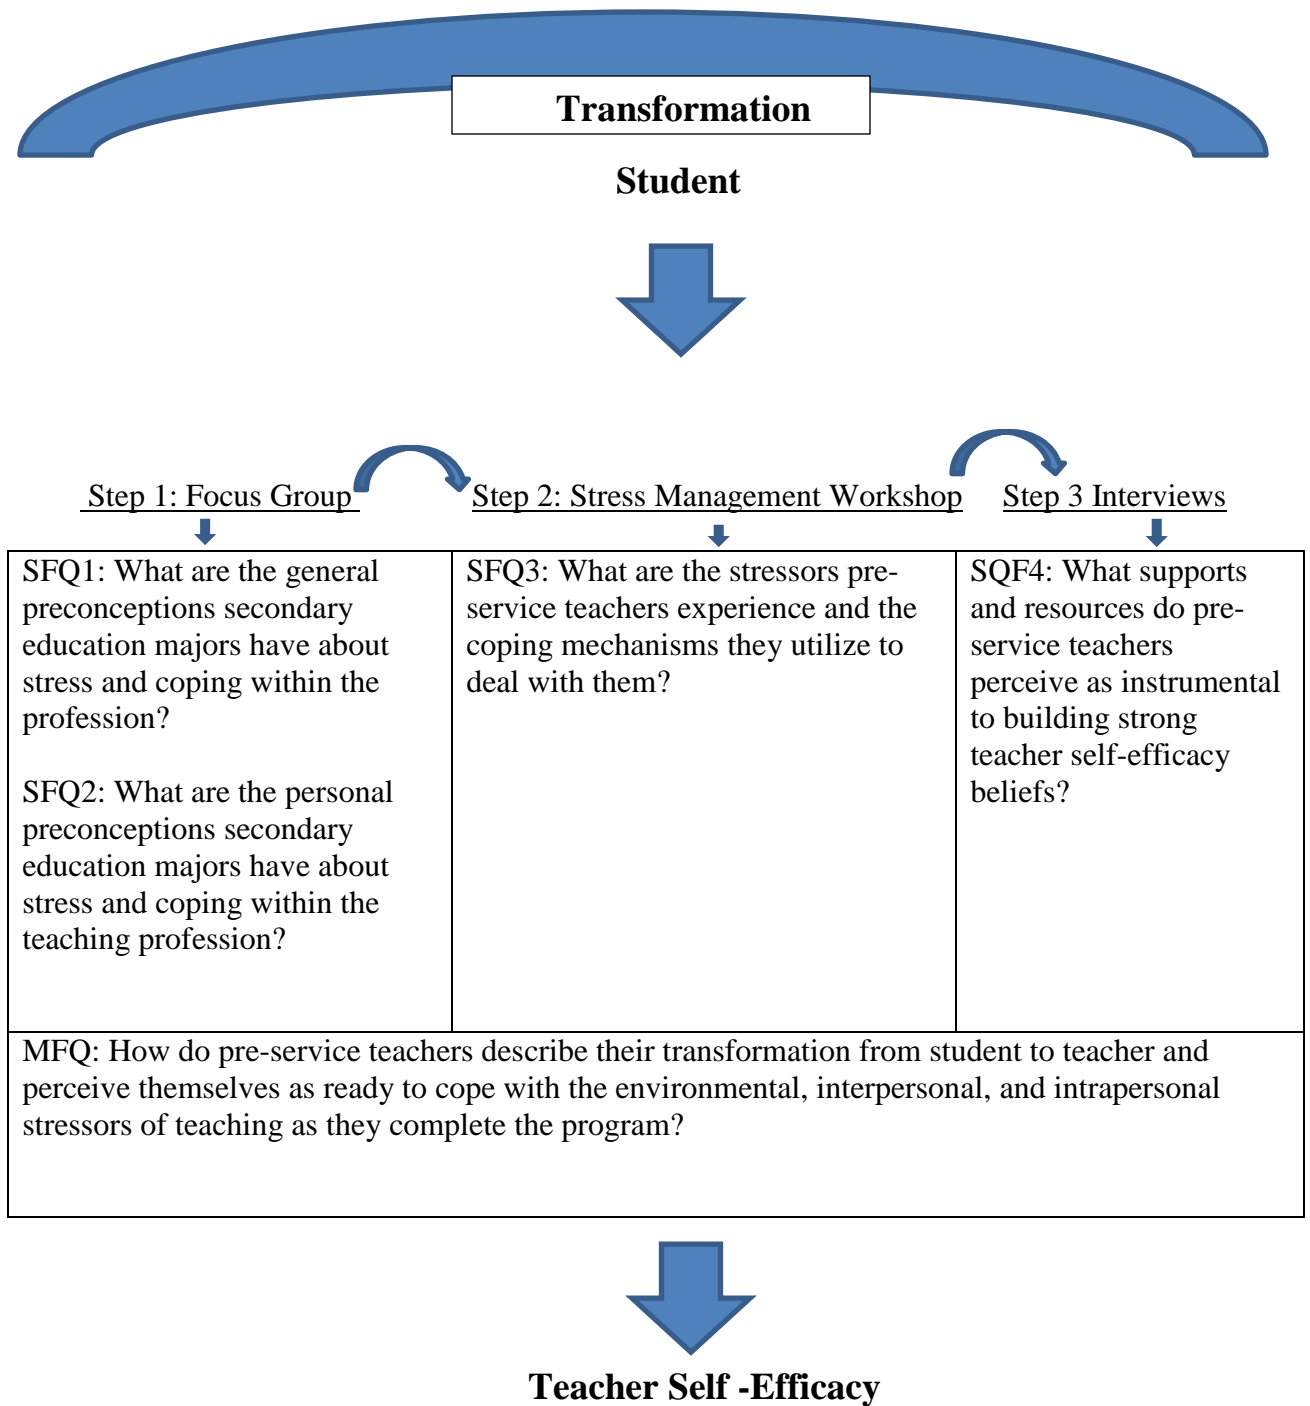 Transformation
Student
Step 1: Focus Group
Step 2: Stress Management Workshop
Step 3 Interviews
SFQ1: What are the general
preconceptions secondary
education majors have about
stress and coping within the
profession?
SFQ2: What are the personal
preconceptions secondary
education majors have about
stress and coping within the
teaching profession?
SFQ3: What are the stressors pre-
service teachers experience and the
coping mechanisms they utilize to
deal with them?
SQF4: What supports
and resources do pre-
service teachers
perceive as instrumental
to building strong
teacher self-efficacy
beliefs?
MFQ: How do pre-service teachers describe their transformation from student to teacher and
perceive themselves as ready to cope with the environmental, interpersonal, and intrapersonal
stressors of teaching as they complete the program?
Teacher Self -Efficacy